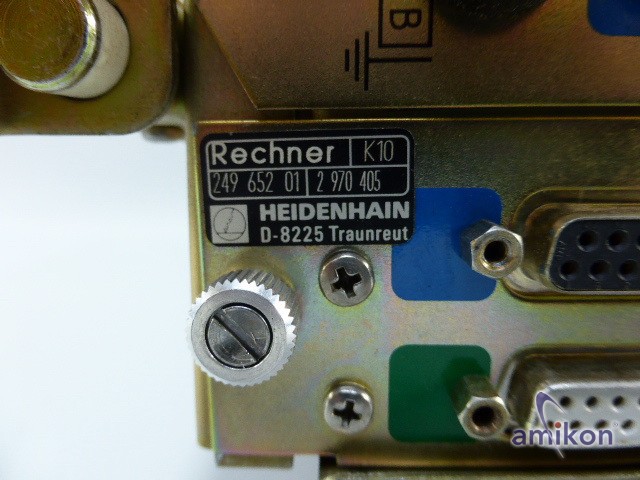 B
Rechner K10
249 652 01 2 970 405
HEIDENHAIN
D-8225 Traunreut
amikon